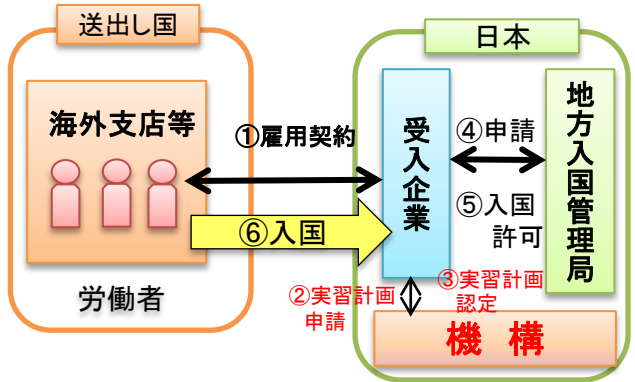 送出し国
日本
海外支店等
①雇用契約
受入企業
④申請
地方入国管理局
⑤入国
許可
⑥入国
労働者
②実習計画
申請
③実習計画
認定
機 構